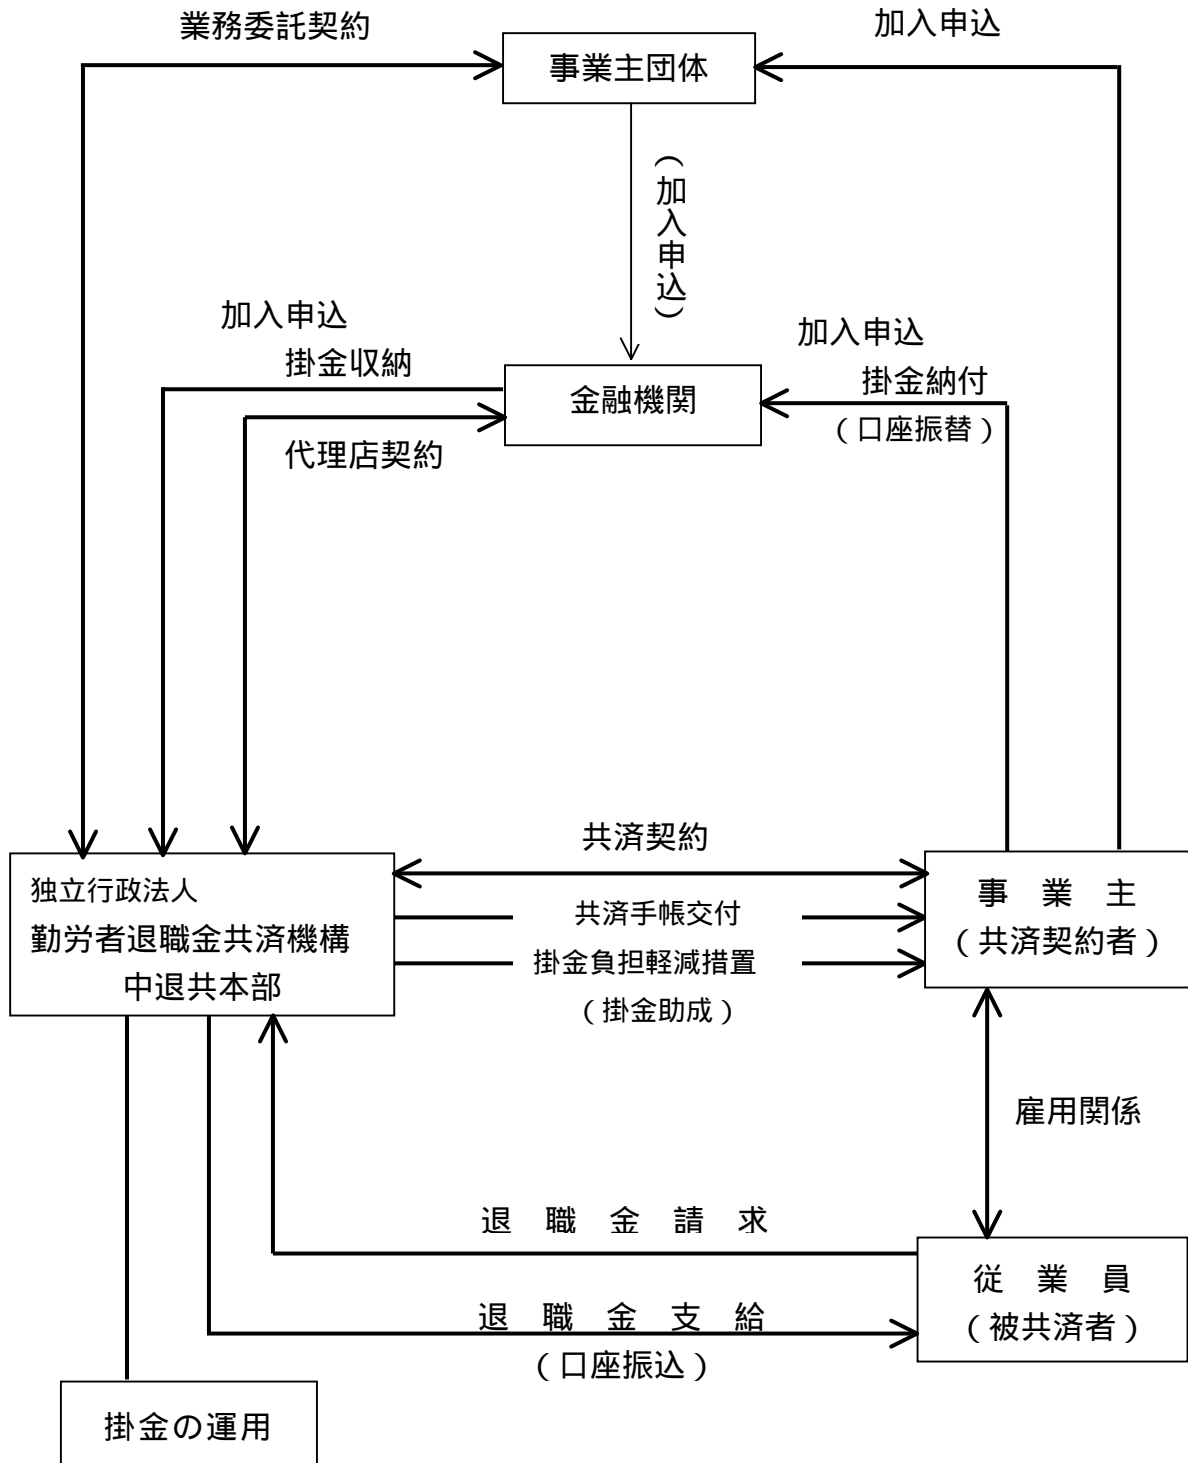 業務委託契約
加入申込
事業主団体
(加入申込)
加入申込
掛金収納
加入申込
掛金納付
(口座振替)
金融機関
代理店契約
共済契約
独立行政法人
勤労者退職金共済機構
中退共本部
共済手帳交付
掛金負担軽減措置
(掛金助成)
事 業 主
(共済契約者)
雇用関係
退 職 金 請 求
従 業 員
(被共済者)
退 職 金 支 給
(口座振込)
掛金の運用